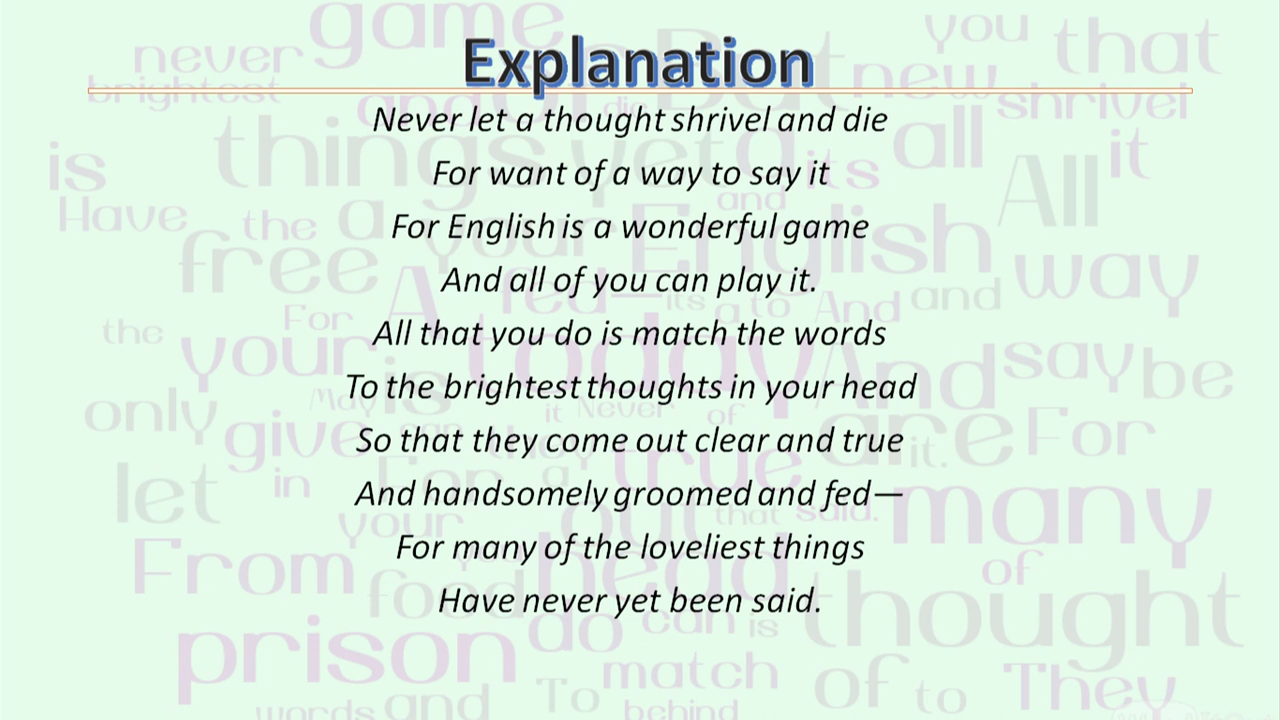 Explanation
Never let a thought shrivel and die
For want of a way to say it
For English is a wonderful game
And all of you can play it.
All that you do is match the words
To the brightest thoughts in your head
So that they come out clear and true
And handsomely groomed and fed—
For many of the loveliest things
Have never yet been said.